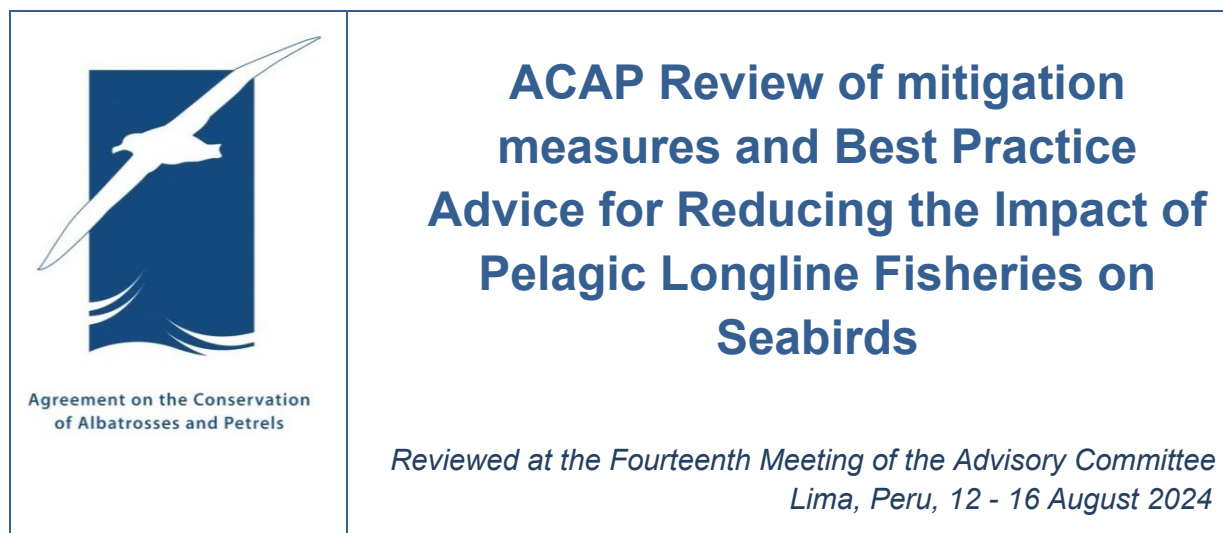 Agreement on the Conservation
of Albatrosses and Petrels
ACAP Review of mitigation
measures and Best Practice
Advice for Reducing the Impact of
Pelagic Longline Fisheries on
Seabirds
Reviewed at the Fourteenth Meeting of the Advisory Committee
Lima, Peru, 12 - 16 August 2024